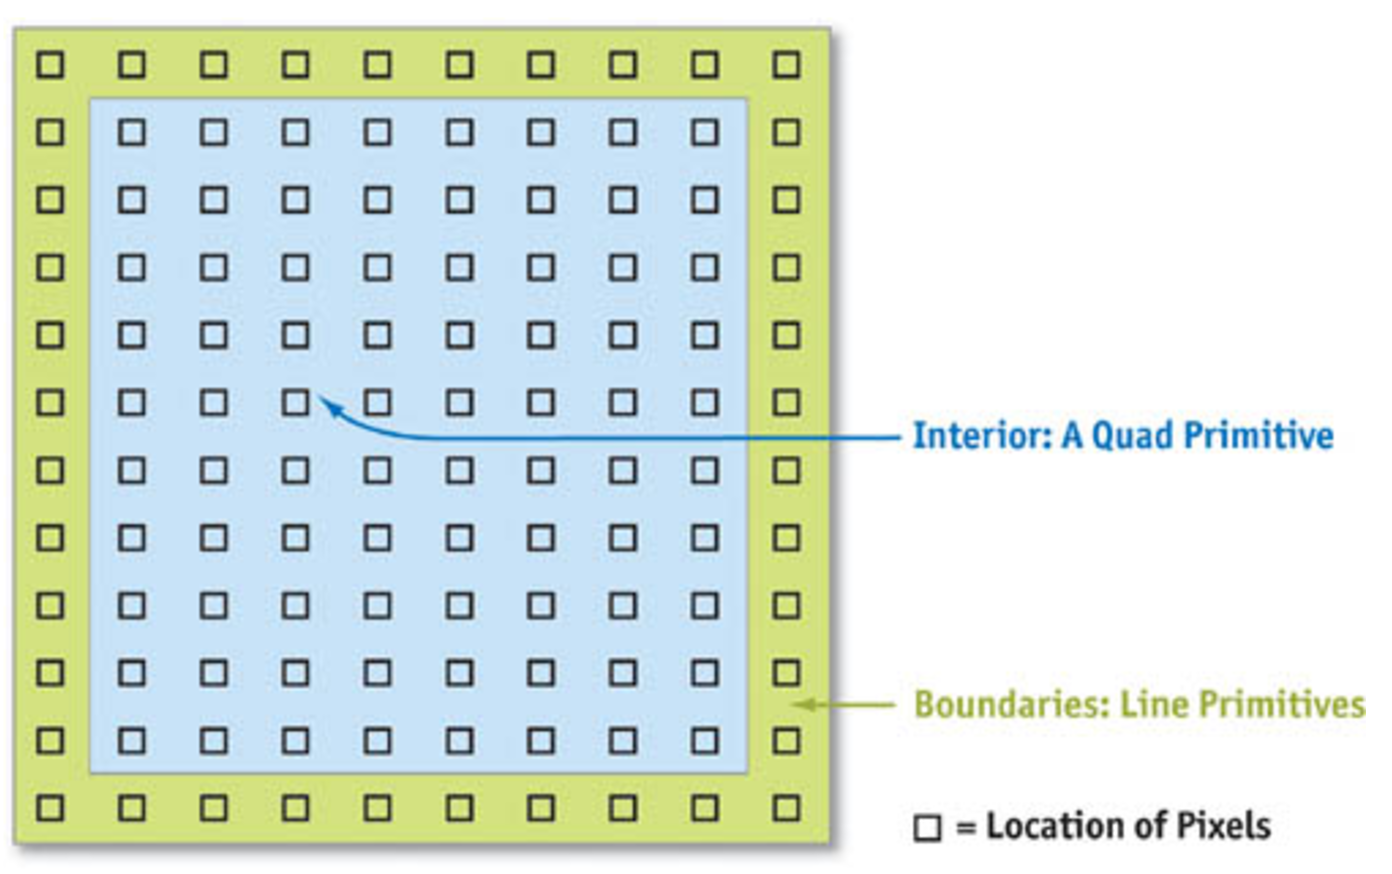 Interior: A Quad Primitive
Boundaries: Line Primitives
= Location of Pixels